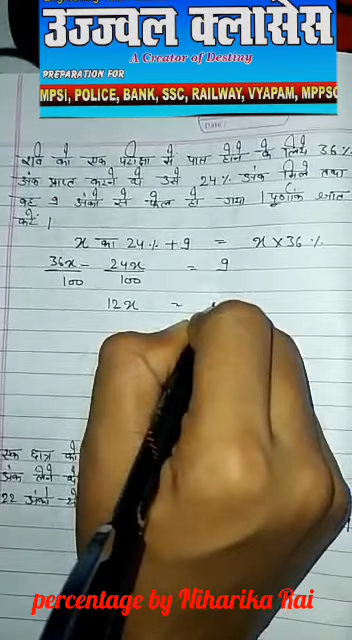 उज्ज्वल क्लासेस
A Creator of Destiny
PREPARATION FOR
MPSI, POLICE, BANK, SSC, RAILWAY, VYAPAM, MPPSC
रवि को एक परीक्षा में पास होने के लिये 36%
अंक प्राप्त करने थे उसे 24% अंक मिले तथा
वह 9 अंकों से फेल हो गया । पूर्णांक ज्ञात
करें ।
x का 24% + 9 = x × 36%
36x/100 - 24x/100 = 9
12x =
एक छात्र को
अंक लेने
22 अंकों से
percentage by Niharika Rai